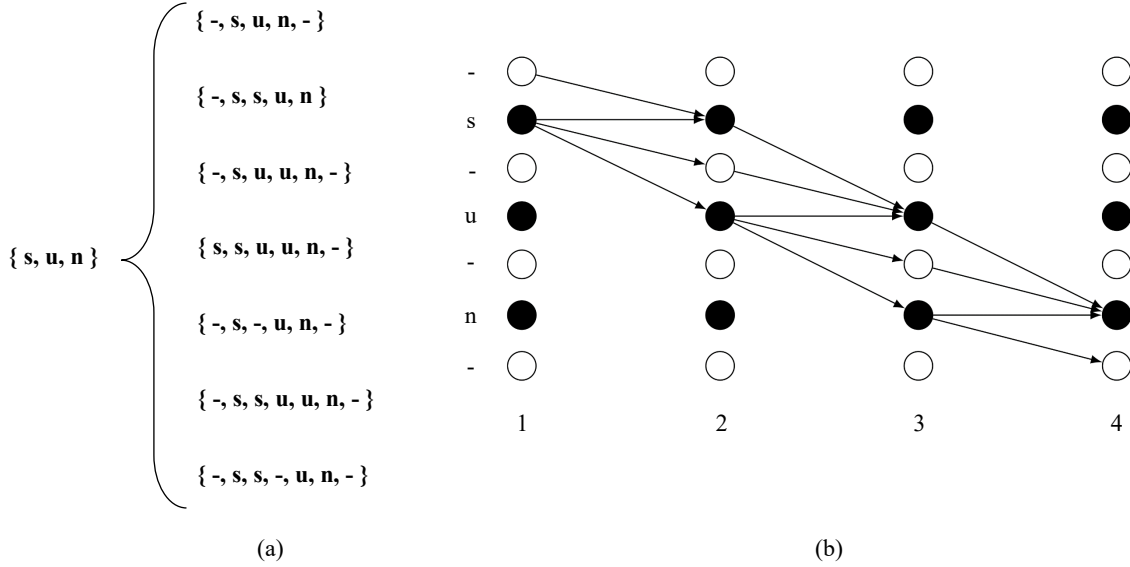 { s, u, n }
{ -, s, u, n, - }
{ -, s, s, u, n }
{ -, s, u, u, n, - }
{ s, s, u, u, n, - }
{ -, s, -, u, n, - }
{ -, s, s, u, u, n, - }
{ -, s, s, -, u, n, - }
(a)
-
s
-
u
-
n
-
1 2 3 4
(b)